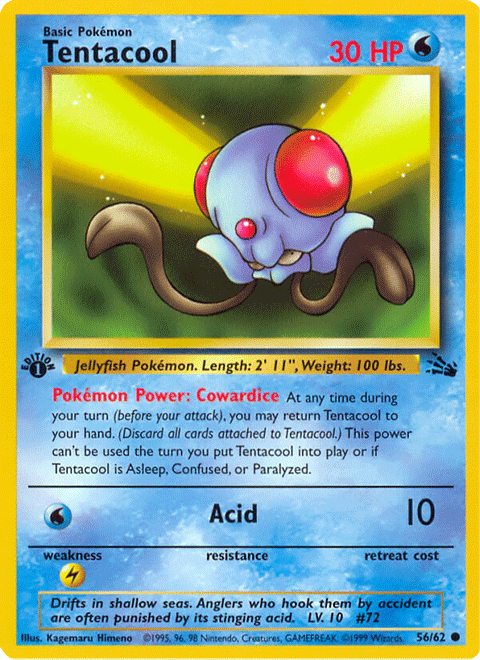 Basic Pokémon
Tentacool 30 HP
EDITION
1
Jellyfish Pokémon. Length: 2' 11", Weight: 100 lbs.
Pokémon Power: Cowardice At any time during
your turn (before your attack), you may return Tentacool to
your hand. (Discard all cards attached to Tentacool.) This power
can't be used the turn you put Tentacool into play or if
Tentacool is Asleep, Confused, or Paralyzed.
Acid 10
weakness resistance retreat cost
Drifts in shallow seas. Anglers who hook them by accident
are often punished by its stinging acid. LV. 10 #72
Illus. Kagemaru Himeno ©1995, 96, 98 Nintendo, Creatures, GAMEFREAK. ©1999 Wizards. 56/62